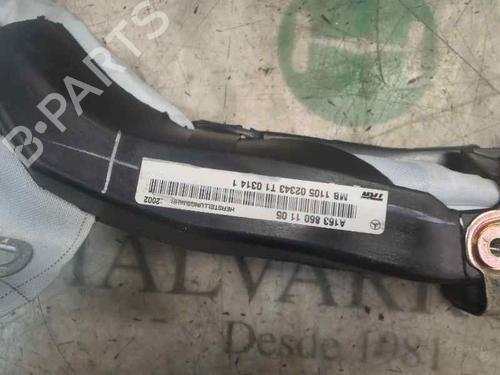 B-PARTS
A163 860 11 05
TRW
MB 1105 02343 T1 0314 1
HERSTELLUNGSJAHR: 2002
Desde 1981